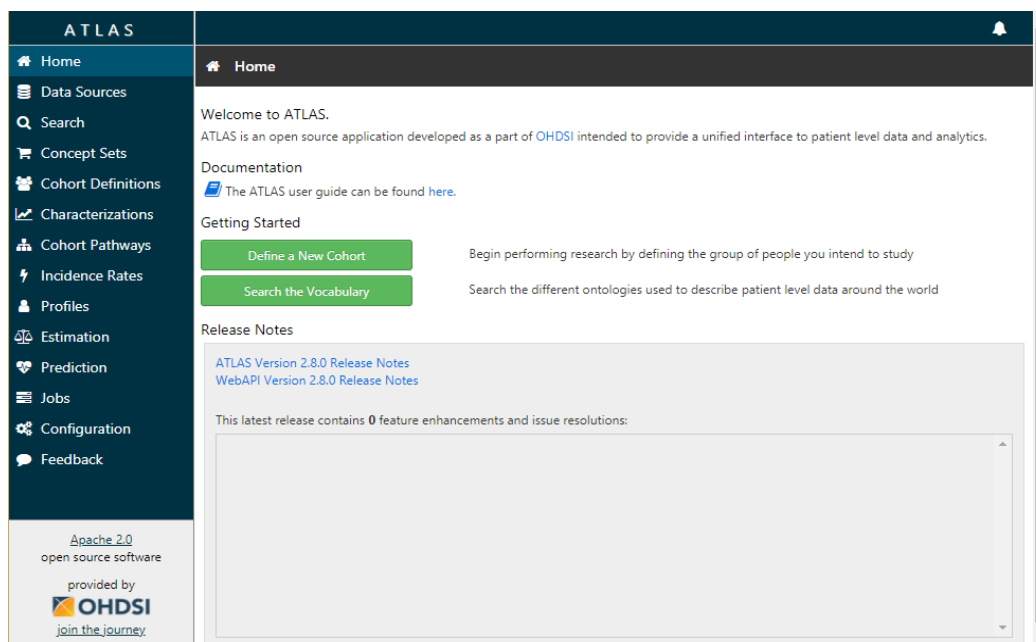 ATLAS
Home
Data Sources
Search
Concept Sets
Cohort Definitions
Characterizations
Cohort Pathways
Incidence Rates
Profiles
Estimation
Prediction
Jobs
Configuration
Feedback
Apache 2.0
open source software
provided by
OHDSI
join the journey
Home
Welcome to ATLAS.
ATLAS is an open source application developed as a part of OHDSI intended to provide a unified interface to patient level data and analytics.
Documentation
The ATLAS user guide can be found here.
Getting Started
Define a New Cohort Begin performing research by defining the group of people you intend to study
Search the Vocabulary Search the different ontologies used to describe patient level data around the world
Release Notes
ATLAS Version 2.8.0 Release Notes
WebAPI Version 2.8.0 Release Notes
This latest release contains 0 feature enhancements and issue resolutions: